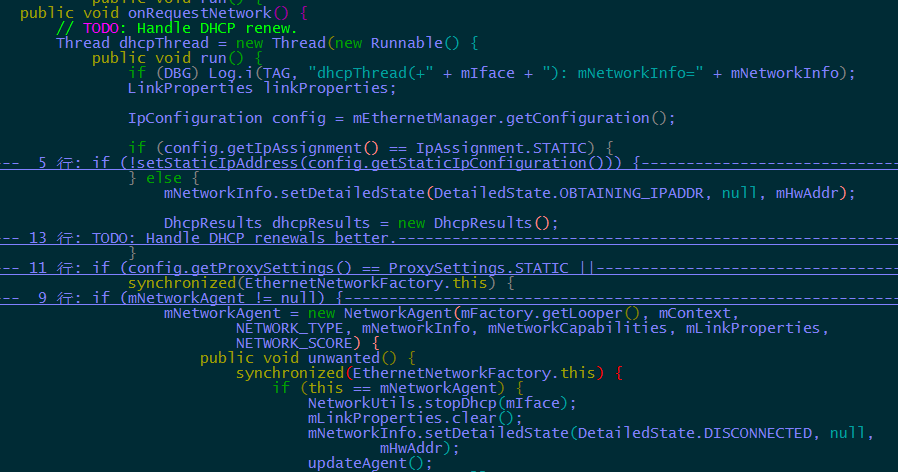 public void run() {
public void onRequestNetwork() {
// TODO: Handle DHCP renew.
Thread dhcpThread = new Thread(new Runnable() {
public void run() {
if (DBG) Log.i(TAG, "dhcpThread(+" + mIface + "): mNetworkInfo=" + mNetworkInfo);
LinkProperties linkProperties;
IpConfiguration config = mEthernetManager.getConfiguration();
if (config.getIpAssignment() == IpAssignment.STATIC) {
--- 5 行: if (!setStaticIpAddress(config.getStaticIpConfiguration())) {-----------------------------
} else {
mNetworkInfo.setDetailedState(DetailedState.OBTAINING_IPADDR, null, mHwAddr);
DhcpResults dhcpResults = new DhcpResults();
--- 13 行: TODO: Handle DHCP renewals better.--------------------------------------------------------
}
--- 11 行: if (config.getProxySettings() == ProxySettings.STATIC ||----------------------------------
synchronized(EthernetNetworkFactory.this) {
--- 9 行: if (mNetworkAgent != null) {--------------------------------------------------------------
mNetworkAgent = new NetworkAgent(mFactory.getLooper(), mContext,
NETWORK_TYPE, mNetworkInfo, mNetworkCapabilities, mLinkProperties,
NETWORK_SCORE) {
public void unwanted() {
synchronized(EthernetNetworkFactory.this) {
if (this == mNetworkAgent) {
NetworkUtils.stopDhcp(mIface);
mLinkProperties.clear();
mNetworkInfo.setDetailedState(DetailedState.DISCONNECTED, null,
mHwAddr);
updateAgent();